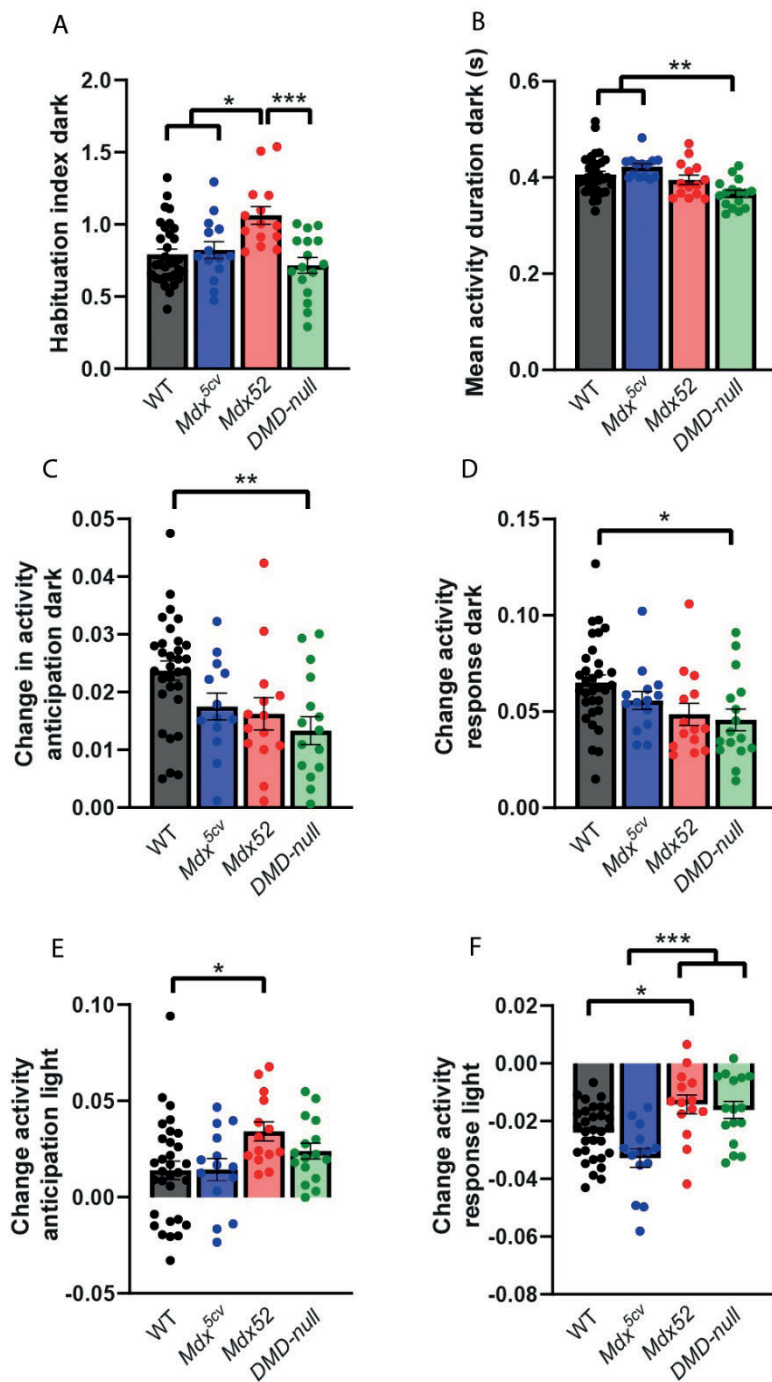 A
Habituation index dark
2.0
1.5
1.0
0.5
0.0
*
***
WT
Mdx5cv
Mdx52
DMD-null
B
Mean activity duration dark (s)
0.6
0.4
0.2
0.0
**
WT
Mdx5cv
Mdx52
DMD-null
C
Change in activity
anticipation dark
0.05
0.04
0.03
0.02
0.01
0.00
**
WT
Mdx5cv
Mdx52
DMD-null
D
Change activity
response dark
0.15
0.10
0.05
0.00
*
WT
Mdx5cv
Mdx52
DMD-null
E
Change activity
anticipation light
0.10
0.05
0.00
-0.05
*
WT
Mdx5cv
Mdx52
DMD-null
F
Change activity
response light
0.02
0.00
-0.02
-0.04
-0.06
-0.08
***
*
WT
Mdx5cv
Mdx52
DMD-null